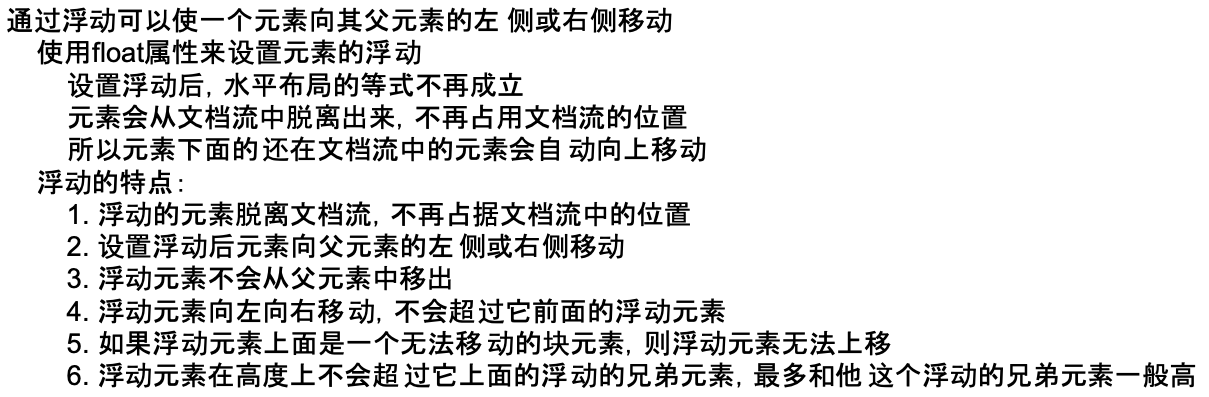 通过浮动可以使一个元素向其父元素的左侧或右侧移动
使用float属性来设置元素的浮动
设置浮动后，水平布局的等式不再成立
元素会从文档流中脱离出来，不再占用文档流的位置
所以元素下面的还在文档流中的元素会自动向上移动
浮动的特点：
1. 浮动的元素脱离文档流，不再占据文档流中的位置
2. 设置浮动后元素向父元素的左侧或右侧移动
3. 浮动元素不会从父元素中移出
4. 浮动元素向左向右移动，不会超过它前面的浮动元素
5. 如果浮动元素上面是一个无法移动的块元素，则浮动元素无法上移
6. 浮动元素在高度上不会超过它上面的浮动的兄弟元素，最多和他这个浮动的兄弟元素一般高